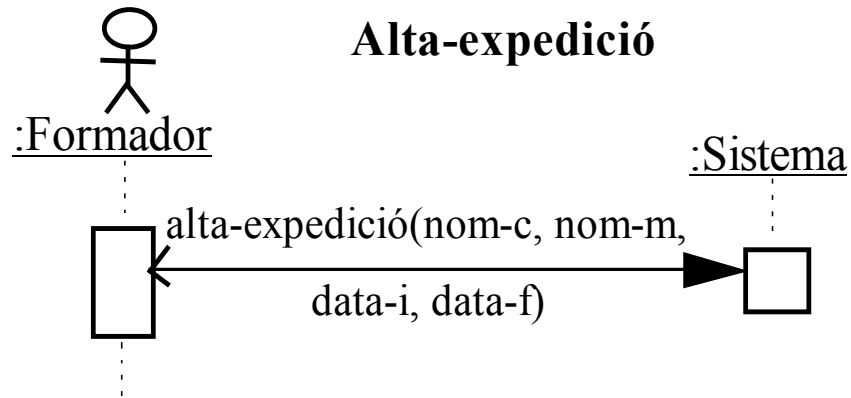 Alta-expedició
:Formador
:Sistema
alta-expedició(nom-c, nom-m,
data-i, data-f)